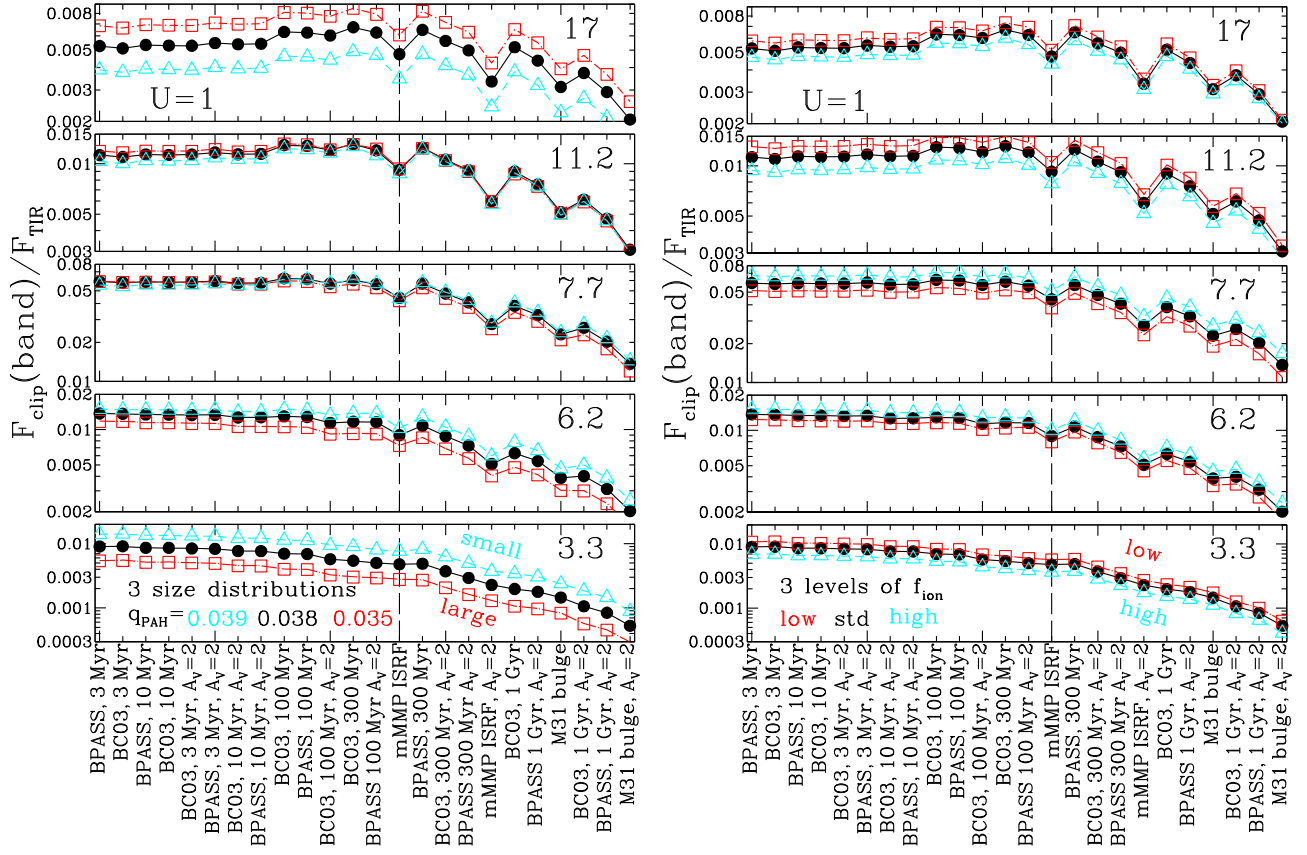 F_clip(band)/F_TIR
0.008
0.005
0.003
0.002
17
U=1
0.015
0.01
0.005
0.003
11.2
0.08
0.05
0.01
7.7
0.02
0.01
0.005
0.002
6.2
0.01
0.003
0.001
0.0003
3.3
small
3 size distributions
q_PAH= 0.039 0.038 0.035
large
BPASS, 3 Myr
BC03, 3 Myr
BPASS, 10 Myr
BC03, 10 Myr
BC03, 3 Myr, A_V=2
BPASS, 3 Myr, A_V=2
BC03, 10 Myr, A_V=2
BPASS, 10 Myr, A_V=2
BC03, 100 Myr
BPASS, 100 Myr
BC03, 100 Myr, A_V=2
BC03, 300 Myr
BPASS 100 Myr A_V=2
mMMP ISRF
BPASS, 300 Myr
BC03, 300 Myr A_V=2
BPASS 300 Myr A_V=2
mMMP ISRF, A_V=2
BC03, 1 Gyr
BPASS 1 Gyr, A_V=2
M31 bulge
BC03, 1 Gyr, A_V=2
BPASS, 1 Gyr A_V=2
M31 bulge, A_V=2
F_clip(band)/F_TIR
0.008
0.005
0.003
0.002
17
U=1
0.015
0.01
0.005
0.003
11.2
0.08
0.05
0.01
7.7
0.02
0.01
0.005
0.002
6.2
0.01
0.003
0.001
0.0003
3.3
low
3 levels of f_ion
low std high
high
BPASS, 3 Myr
BC03, 3 Myr
BPASS, 10 Myr
BC03, 10 Myr
BC03, 3 Myr, A_V=2
BPASS, 3 Myr, A_V=2
BC03, 10 Myr, A_V=2
BPASS, 10 Myr, A_V=2
BC03, 100 Myr
BPASS, 100 Myr
BC03, 100 Myr, A_V=2
BC03, 300 Myr
BPASS 100 Myr A_V=2
mMMP ISRF
BPASS, 300 Myr
BC03, 300 Myr A_V=2
BPASS 300 Myr A_V=2
mMMP ISRF, A_V=2
BC03, 1 Gyr
BPASS 1 Gyr, A_V=2
M31 bulge
BC03, 1 Gyr, A_V=2
BPASS, 1 Gyr A_V=2
M31 bulge, A_V=2